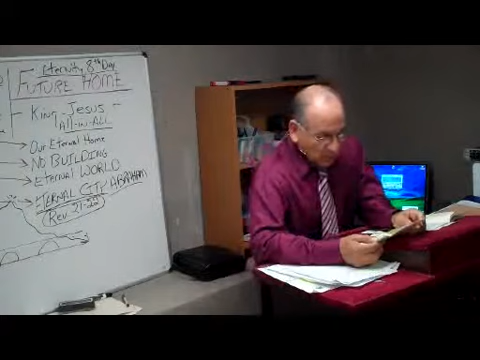 Eternity 8th Day
FUTURE HOME
King Jesus
All-in-All
Our Eternal Home
NO BUILDING
ETERNAL WORLD
ETERNAL CITY ABRAHAM
Rev. 21-22